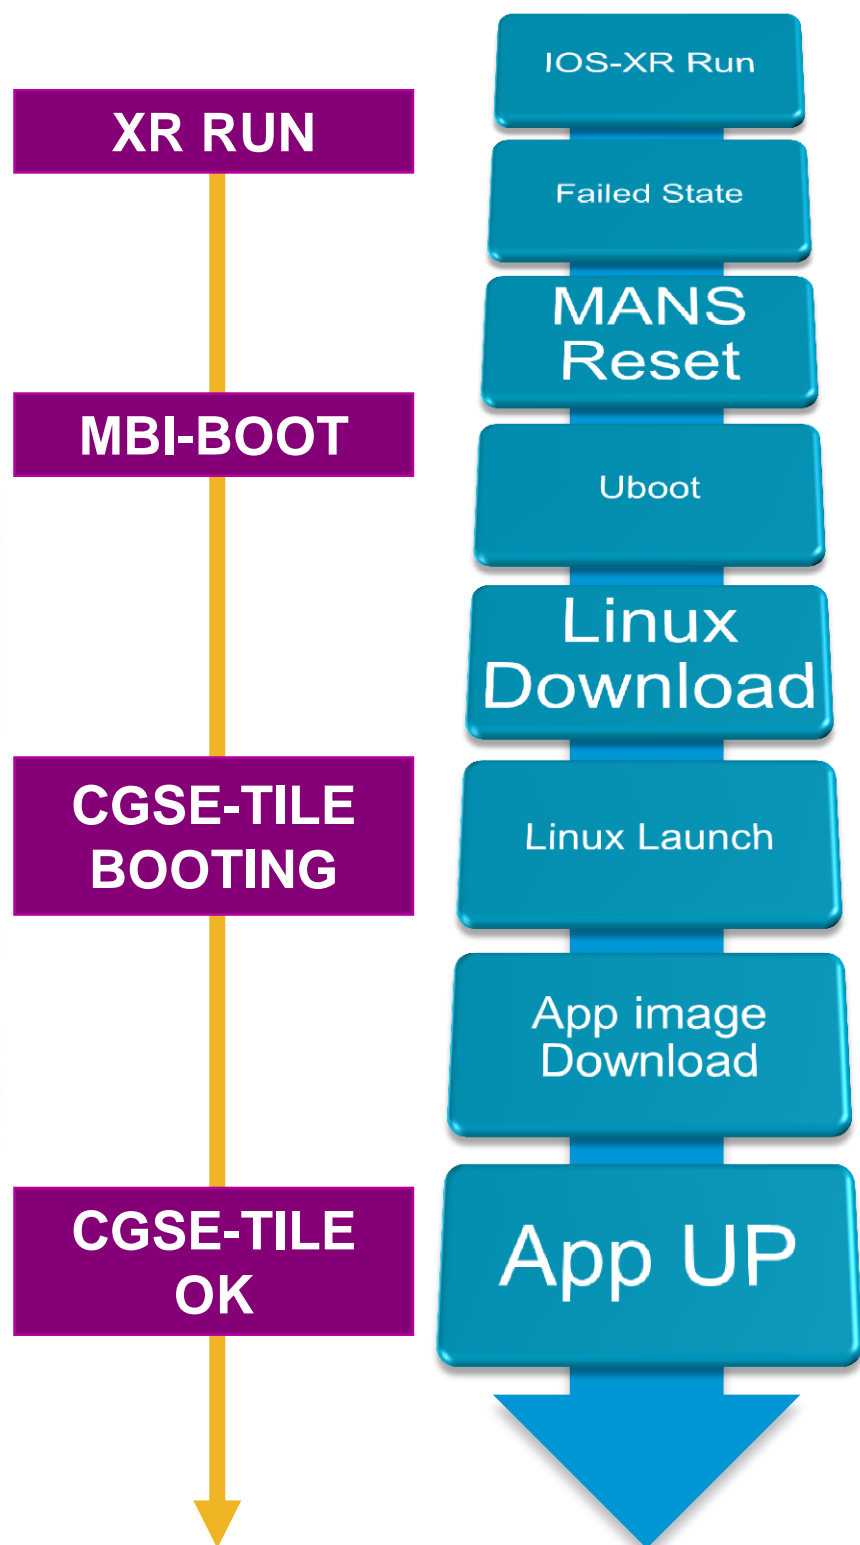 XR RUN
MBI-BOOT
CGSE-TILE
BOOTING
CGSE-TILE
OK
IOS-XR Run
Failed State
MANS
Reset
Uboot
Linux
Download
Linux Launch
App image
Download
App UP